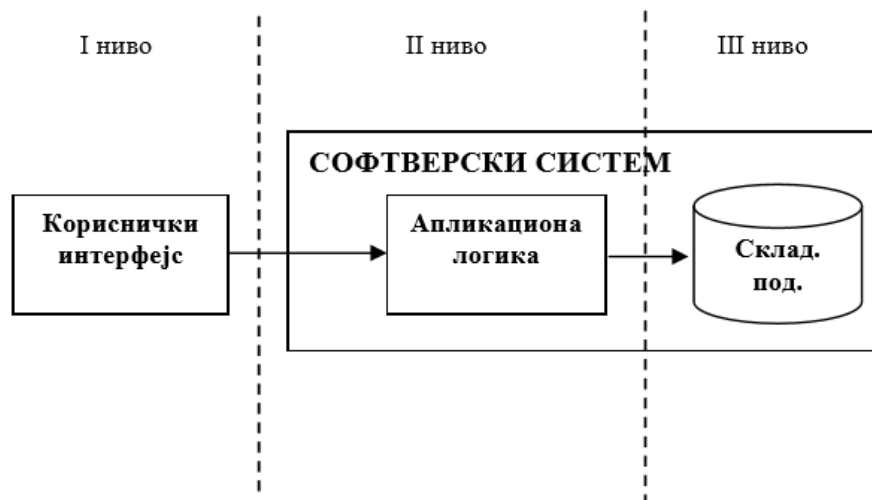 I ниво
II ниво
III ниво
СОФТВЕРСКИ СИСТЕМ
Кориснички
интерфејс
Апликациона
логика
Склад.
под.